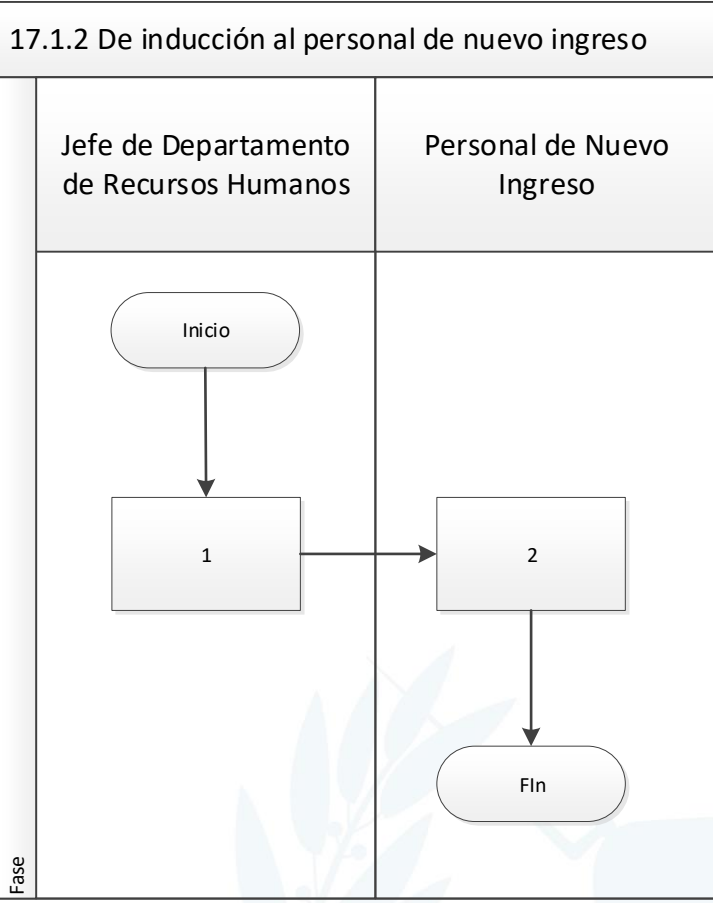 17.1.2 De inducción al personal de nuevo ingreso
Jefe de Departamento
de Recursos Humanos
Personal de Nuevo
Ingreso
Inicio
1
2
FIn
Fase